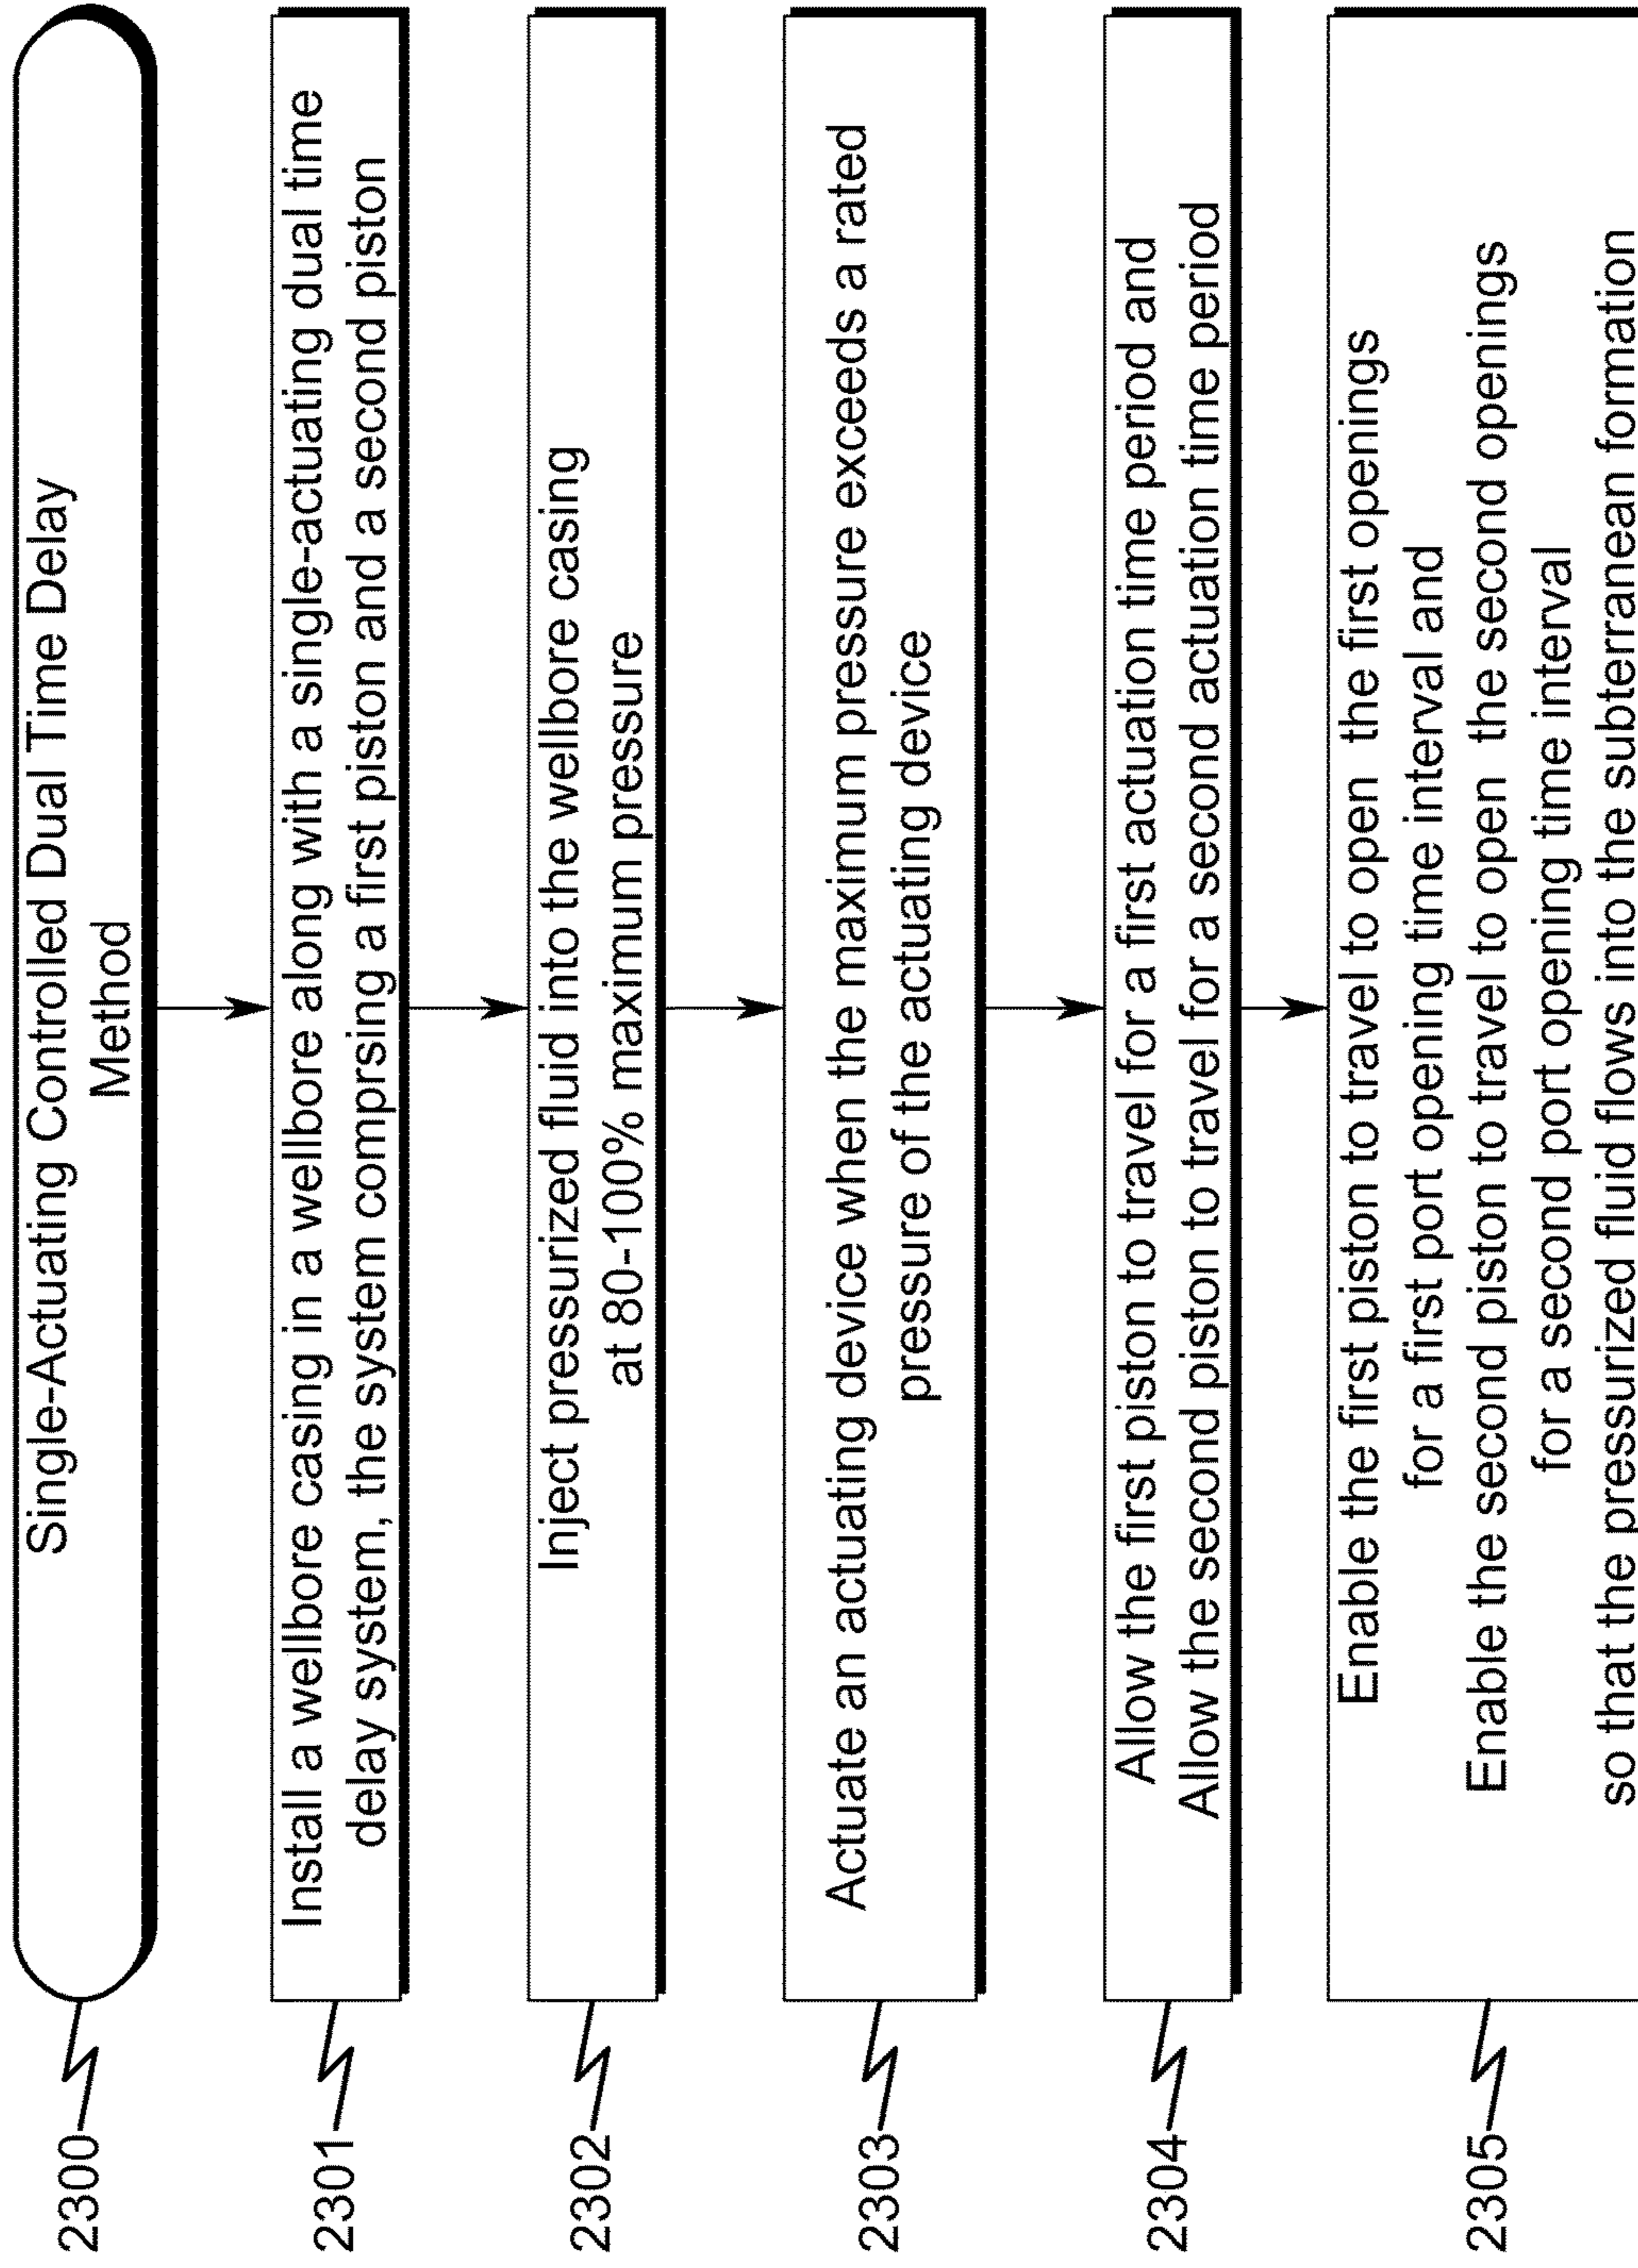 Single-Actuating Controlled Dual Time Delay
Method
2300
Install a wellbore casing in a wellbore along with a single-actuating dual time
delay system, the system comprsing a first piston and a second piston
2301
Inject pressurized fluid into the wellbore casing
at 80-100% maximum pressure
2302
Actuate an actuating device when the maximum pressure exceeds a rated
pressure of the actuating device
2303
Allow the first piston to travel for a first actuation time period and
Allow the second piston to travel for a second actuation time period
2304
Enable the first piston to travel to open the first openings
for a first port opening time interval and
Enable the second piston to travel to open the second openings
for a second port opening time interval
so that the pressurized fluid flows into the subterranean formation
2305